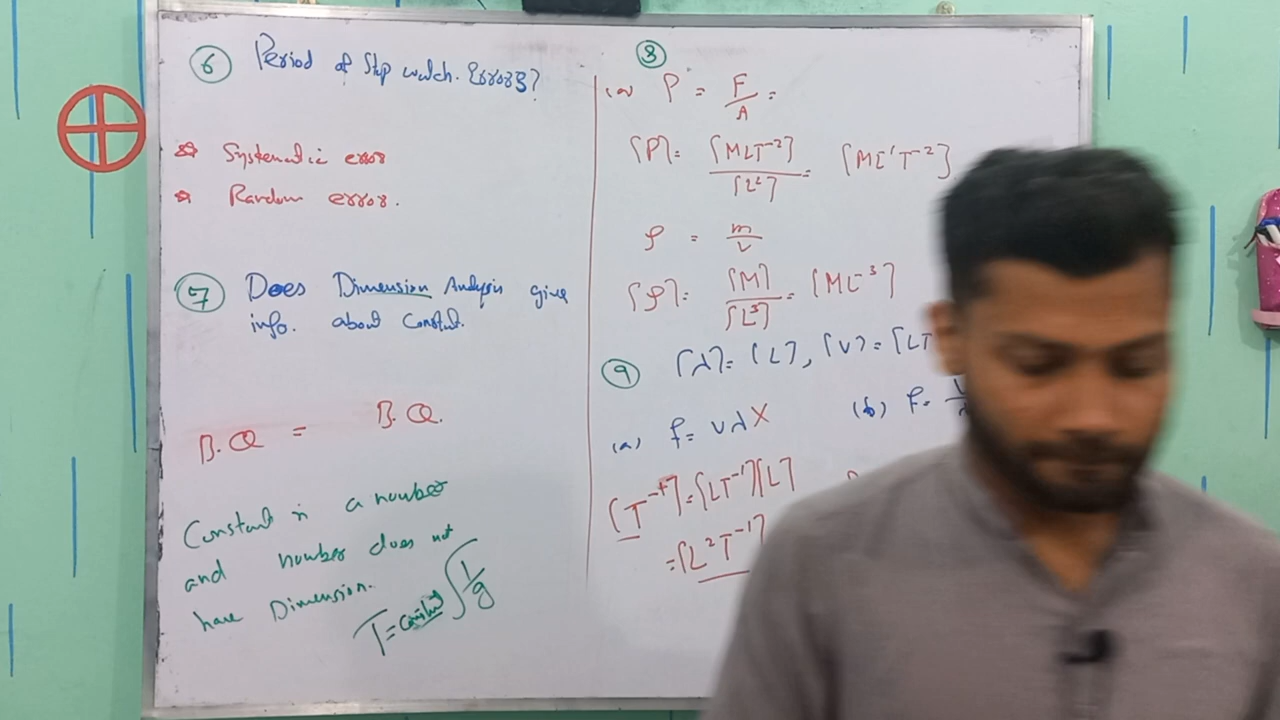 6 Period of Stop watch. Errors?
☆ Systematic error
☆ Random error.
7 Does Dimension Analysis give
info. about Constant.
B.Q = B.Q.
Constant is a number
and number does not
have Dimension.
T = constant √l/g
8
(a) P = F/A =
[P] = [MLT⁻²]/[L²] = [ML⁻¹T⁻²]
ρ = m/V
[ρ] = [M]/[L³] = [ML⁻³]
9 [λ] = [L], [V] = [LT
(a) f = Vλ X (b) f =
[T⁻¹] = [LT⁻¹][L]
= [L²T⁻¹]